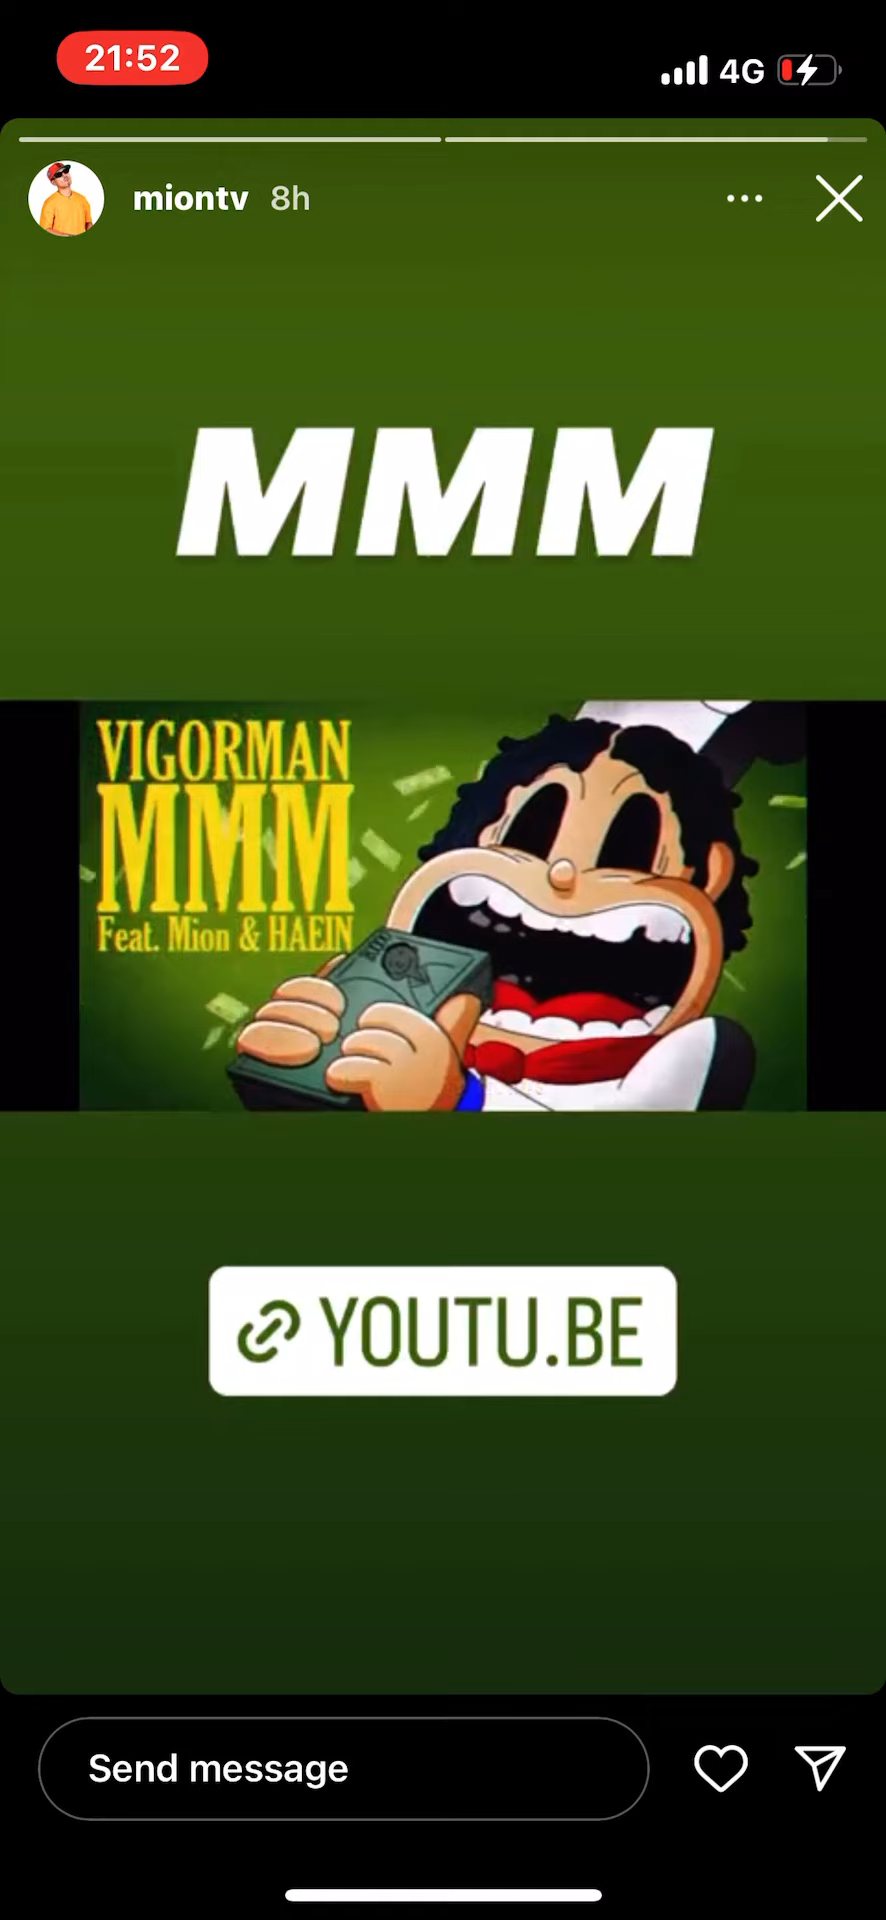 21:52
4G
miontv 8h
MMM
VIGORMAN
MMM
Feat. Mion & HAEIN
YOUTU.BE
Send message